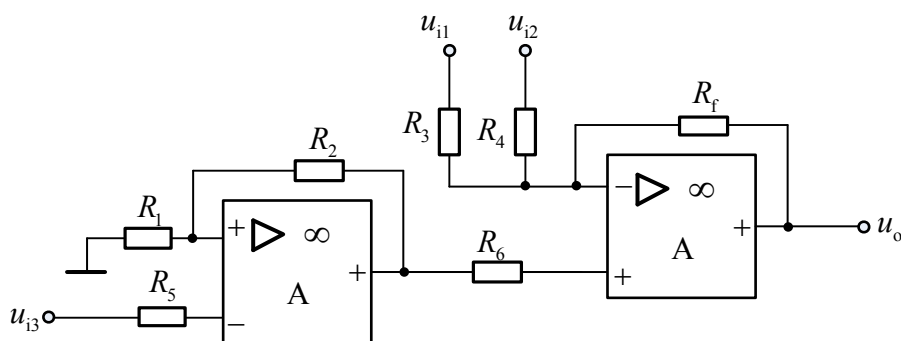 u_i1 u_i2
R_3 R_4 R_f
R_2
− ▷ ∞
R_1 + ▷ ∞ + u_o
R_6 A
A + +
R_5
u_i3 −